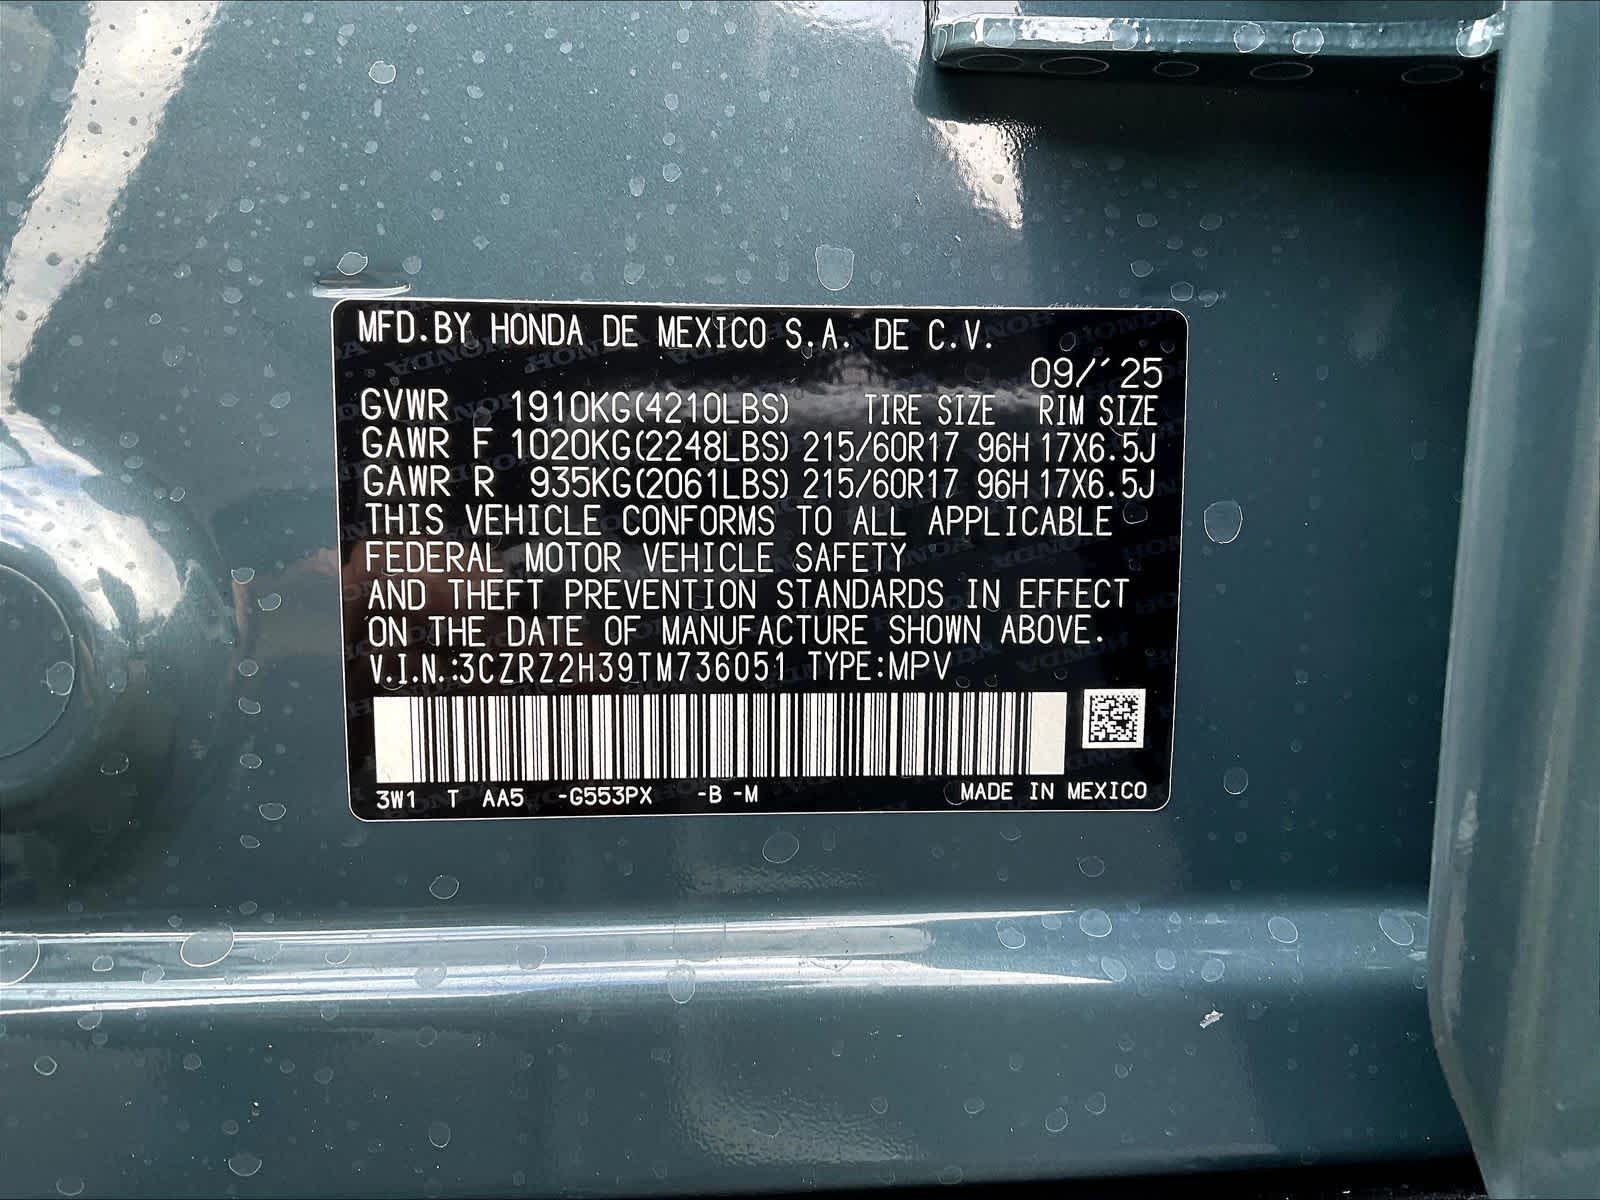 MFD.BY HONDA DE MEXICO S.A. DE C.V.
09/'25
GVWR 1910KG(4210LBS) TIRE SIZE RIM SIZE
GAWR F 1020KG(2248LBS) 215/60R17 96H 17X6.5J
GAWR R 935KG(2061LBS) 215/60R17 96H 17X6.5J
THIS VEHICLE CONFORMS TO ALL APPLICABLE
FEDERAL MOTOR VEHICLE SAFETY
AND THEFT PREVENTION STANDARDS IN EFFECT
ON THE DATE OF MANUFACTURE SHOWN ABOVE.
V.I.N.:3CZRZ2H39TM736051 TYPE:MPV
3W1 T AA5 -G553PX -B -M MADE IN MEXICO